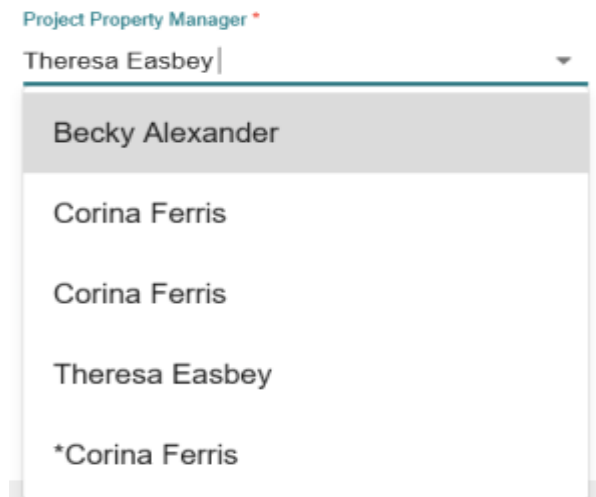 Project Property Manager *
Theresa Easbey
Becky Alexander
Corina Ferris
Corina Ferris
Theresa Easbey
*Corina Ferris